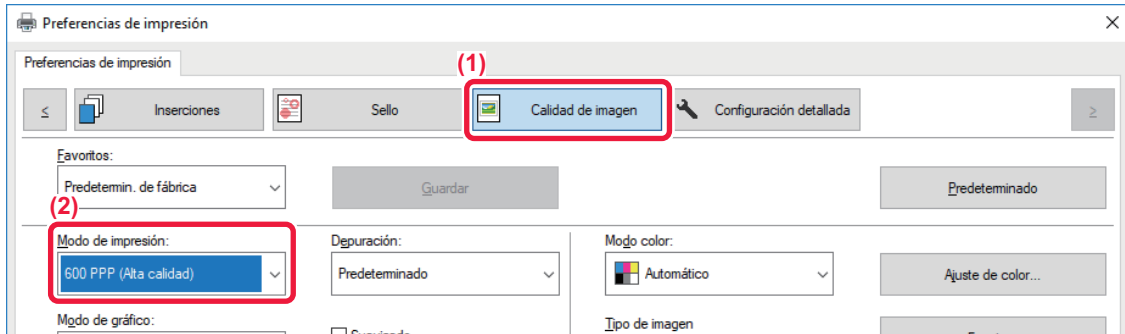 Preferencias de impresión
Preferencias de impresión
(1)
< Inserciones Sello Calidad de imagen Configuración detallada >
Favoritos:
Predetermin. de fábrica Guardar Predeterminado
(2)
Modo de impresión: Depuración: Modo color:
600 PPP (Alta calidad) Predeterminado Automático Ajuste de color...
Modo de gráfico: Tipo de imagen